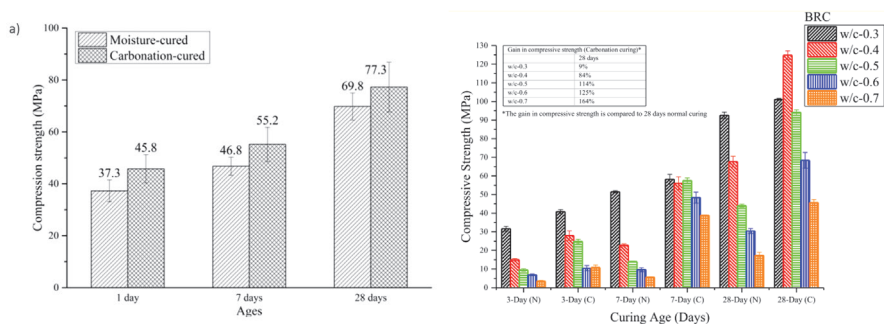 a)
Compression strength (MPa)
100
80
60
40
20
0
Moisture-cured
Carbonation-cured
37.3
45.8
46.8
55.2
69.8
77.3
1 day
7 days
28 days
Ages
Compressive Strength (MPa)
130
120
110
100
90
80
70
60
50
40
30
20
10
0
Gain in compressive strength (Carbonation curing)*
28 days
w/c-0.3 9%
w/c-0.4 84%
w/c-0.5 114%
w/c-0.6 125%
w/c-0.7 164%
*The gain in compressive strength is compared to 28 days normal curing
BRC
w/c-0.3
w/c-0.4
w/c-0.5
w/c-0.6
w/c-0.7
3-Day (N)
3-Day (C)
7-Day (N)
7-Day (C)
28-Day (N)
28-Day (C)
Curing Age (Days)